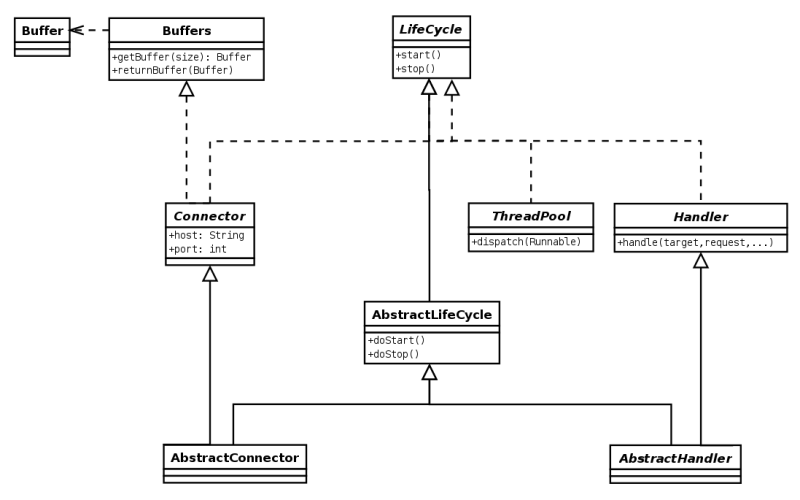 Buffer
Buffers
+getBuffer(size): Buffer
+returnBuffer(Buffer)
LifeCycle
+start()
+stop()
Connector
+host: String
+port: int
ThreadPool
+dispatch(Runnable)
Handler
+handle(target,request,...)
AbstractLifeCycle
+doStart()
+doStop()
AbstractConnector
AbstractHandler